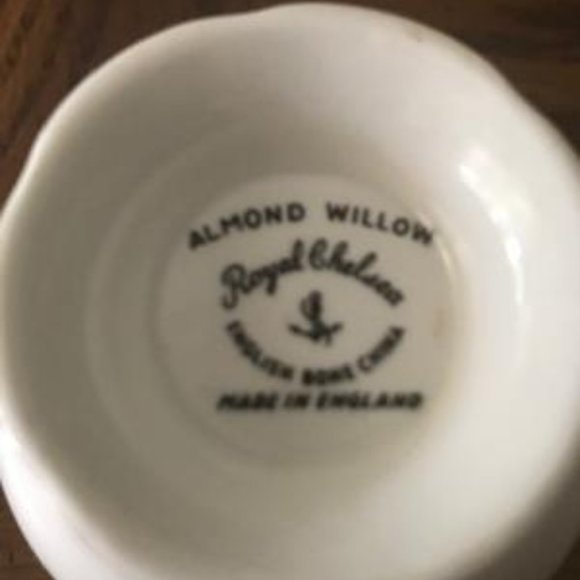 ALMOND WILLOW
Royal Chelsea
ENGLISH BONE CHINA
MADE IN ENGLAND